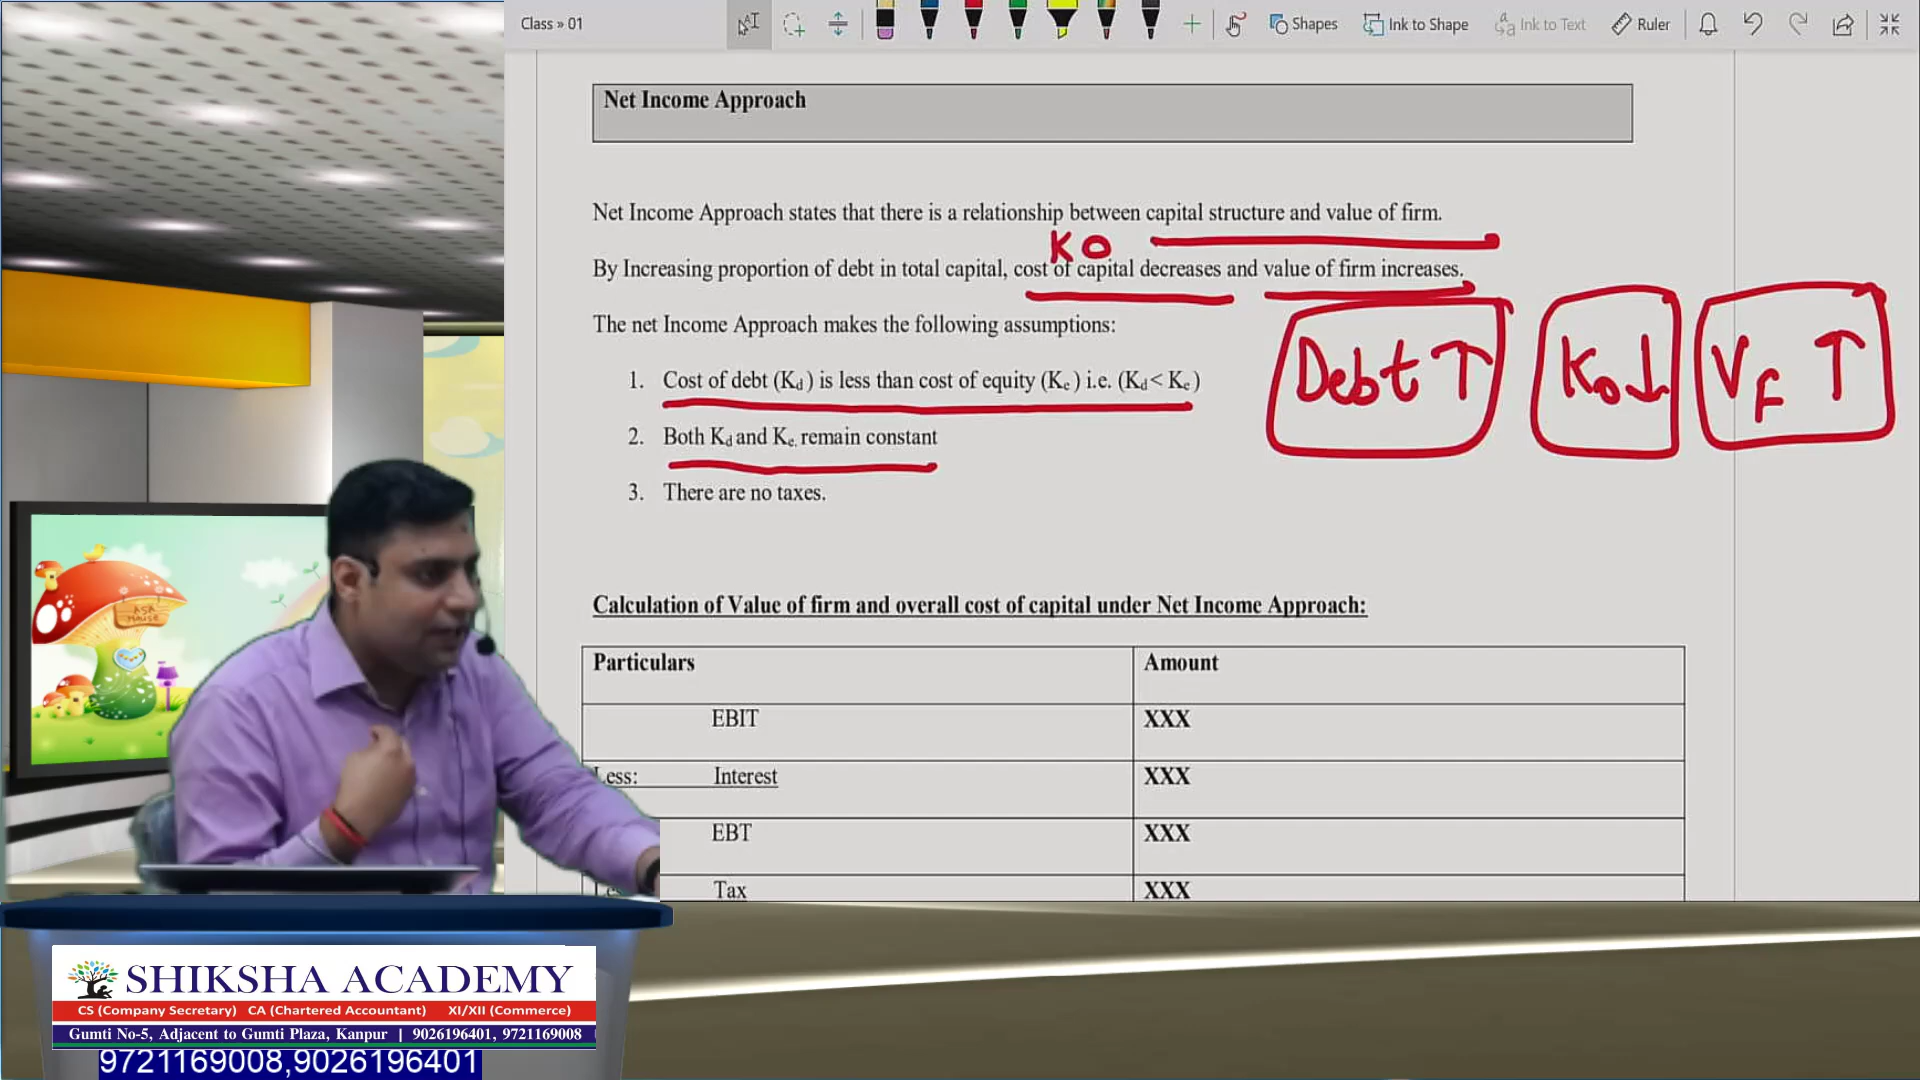 Class » 01
Shapes Ink to Shape Ink to Text Ruler
Net Income Approach
Net Income Approach states that there is a relationship between capital structure and value of firm.
K O
By Increasing proportion of debt in total capital, cost of capital decreases and value of firm increases.
The net Income Approach makes the following assumptions:
1. Cost of debt (Kd ) is less than cost of equity (Ke ) i.e. (Kd < Ke )
Debt ↑ Ko ↓ VF ↑
2. Both Kd and Ke. remain constant
3. There are no taxes.
Calculation of Value of firm and overall cost of capital under Net Income Approach:
Particulars Amount
EBIT XXX
Less: Interest XXX
EBT XXX
Tax XXX
ASA
House
SHIKSHA ACADEMY
CS (Company Secretary) CA (Chartered Accountant) XI/XII (Commerce)
Gumti No-5, Adjacent to Gumti Plaza, Kanpur | 9026196401, 9721169008
9721169008,9026196401